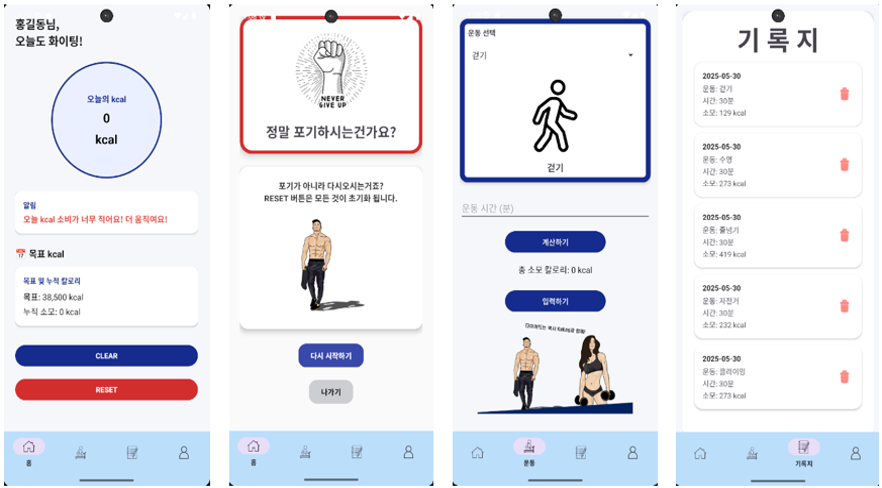 홍길동님,
오늘도 화이팅!
오늘의 kcal
0
kcal
알림
오늘 kcal 소비가 너무 적어요! 더 움직여요!
목표 kcal
목표 및 누적 칼로리
목표: 38,500 kcal
누적 소모: 0 kcal
CLEAR
RESET
홈
NEVER
GIVE UP
정말 포기하시는건가요?
포기가 아니라 다시오시는거죠?
RESET 버튼은 모든 것이 초기화 됩니다.
다시 시작하기
나가기
홈
운동 선택
걷기
걷기
운동 시간 (분)
계산하기
총 소모 칼로리: 0 kcal
입력하기
운동
기록지
2025-05-30
운동: 걷기
시간: 30분
소모: 129 kcal
2025-05-30
운동: 수영
시간: 30분
소모: 273 kcal
2025-05-30
운동: 줄넘기
시간: 30분
소모: 419 kcal
2025-05-30
운동: 자전거
시간: 30분
소모: 232 kcal
2025-05-30
운동: 클라이밍
시간: 30분
소모: 273 kcal
기록지